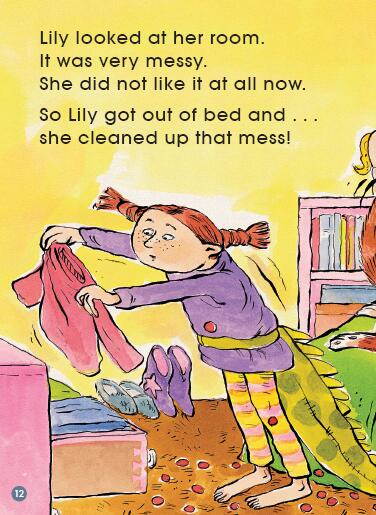 Lily looked at her room.
It was very messy.
She did not like it at all now.
So Lily got out of bed and . . .
she cleaned up that mess!
12